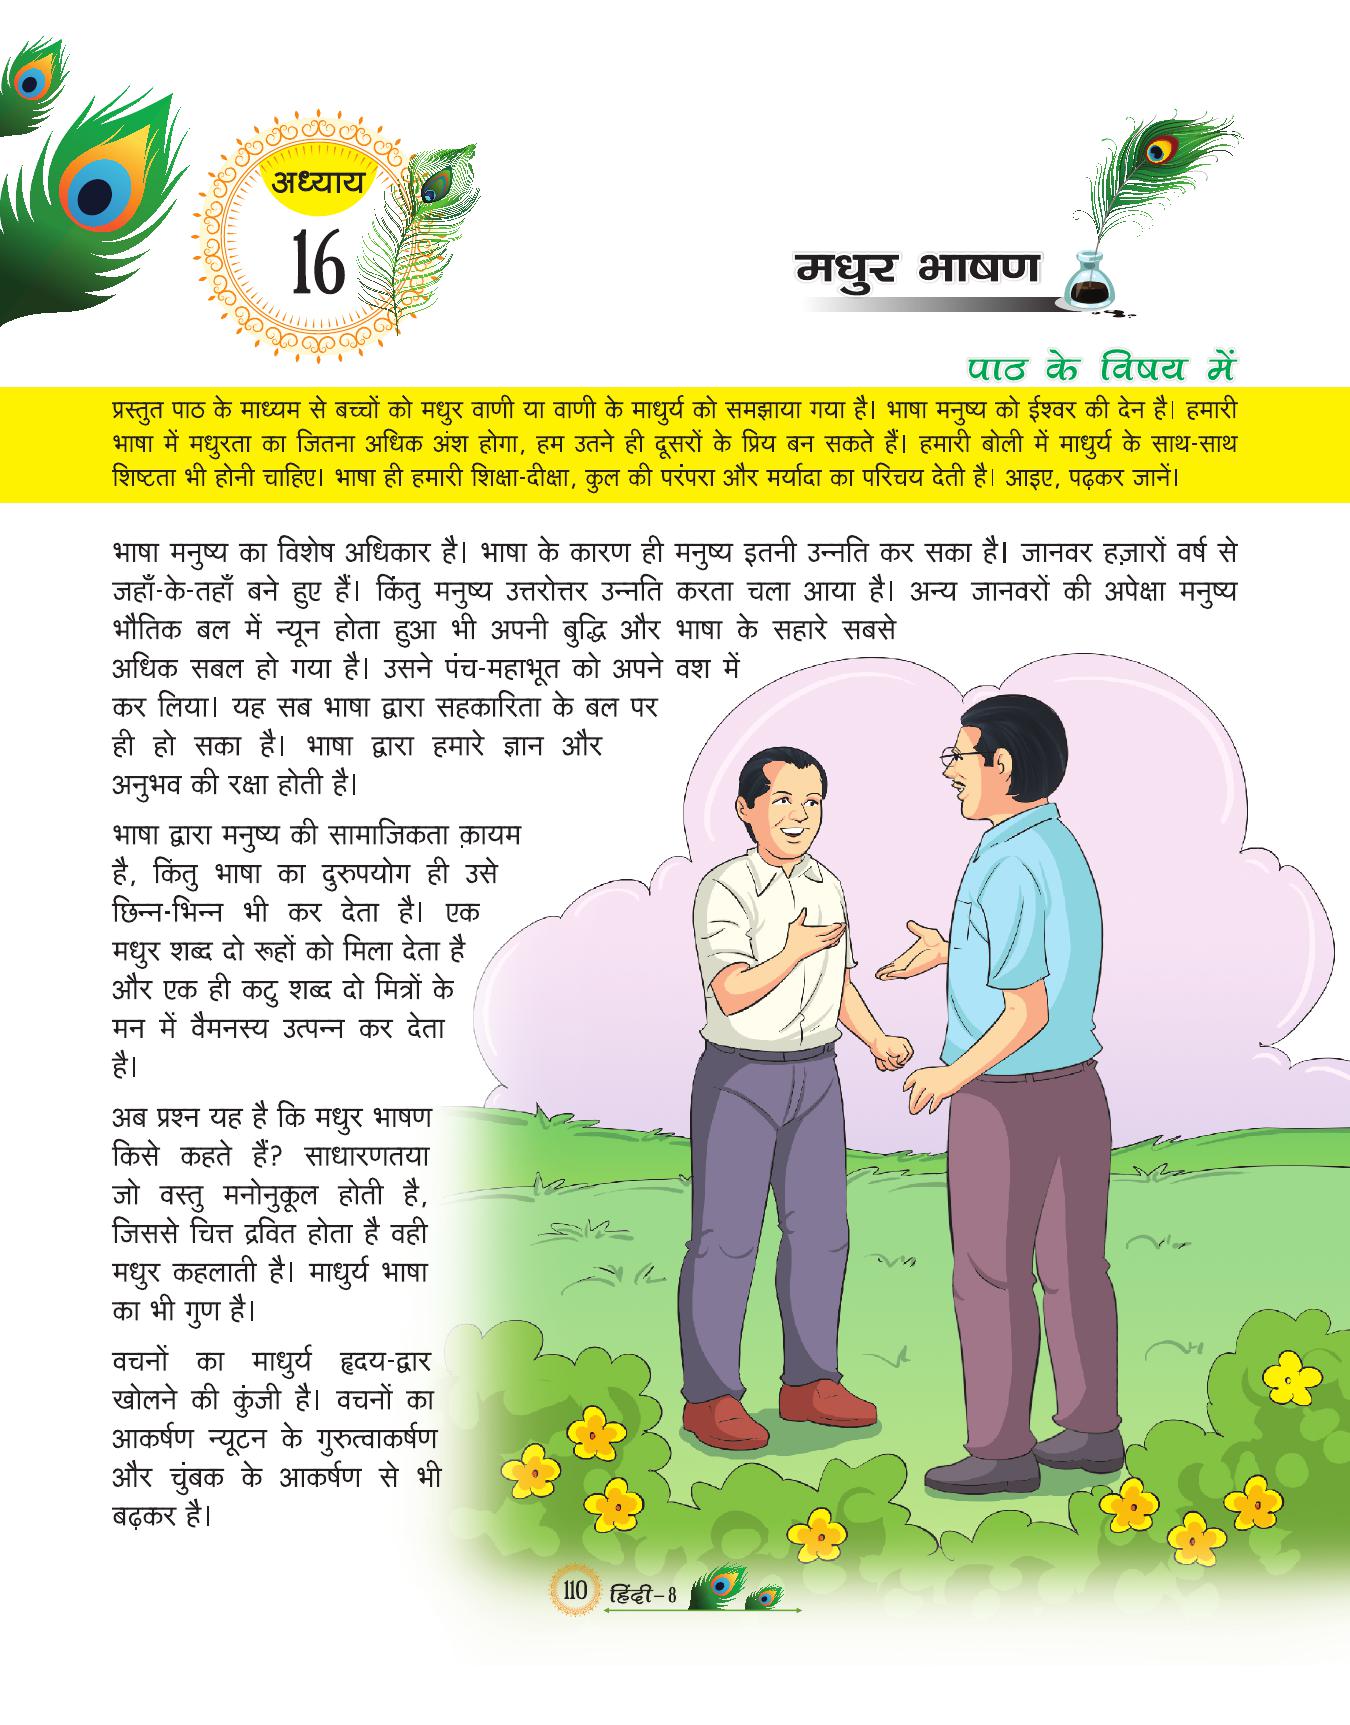 अध्याय
16
मधुर भाषण
पाठ के विषय में
प्रस्तुत पाठ के माध्यम से बच्चों को मधुर वाणी या वाणी के माधुर्य को समझाया गया है। भाषा मनुष्य को ईश्वर की देन है। हमारी
भाषा में मधुरता का जितना अधिक अंश होगा, हम उतने ही दूसरों के प्रिय बन सकते हैं। हमारी बोली में माधुर्य के साथ-साथ
शिष्टता भी होनी चाहिए। भाषा ही हमारी शिक्षा-दीक्षा, कुल की परंपरा और मर्यादा का परिचय देती है। आइए, पढ़कर जानें।
भाषा मनुष्य का विशेष अधिकार है। भाषा के कारण ही मनुष्य इतनी उन्नति कर सका है। जानवर हज़ारों वर्ष से
जहाँ-के-तहाँ बने हुए हैं। किंतु मनुष्य उत्तरोत्तर उन्नति करता चला आया है। अन्य जानवरों की अपेक्षा मनुष्य
भौतिक बल में न्यून होता हुआ भी अपनी बुद्धि और भाषा के सहारे सबसे
अधिक सबल हो गया है। उसने पंच-महाभूत को अपने वश में
कर लिया। यह सब भाषा द्वारा सहकारिता के बल पर
ही हो सका है। भाषा द्वारा हमारे ज्ञान और
अनुभव की रक्षा होती है।
भाषा द्वारा मनुष्य की सामाजिकता क़ायम
है, किंतु भाषा का दुरुपयोग ही उसे
छिन्न-भिन्न भी कर देता है। एक
मधुर शब्द दो रूहों को मिला देता है
और एक ही कटु शब्द दो मित्रों के
मन में वैमनस्य उत्पन्न कर देता
है।
अब प्रश्न यह है कि मधुर भाषण
किसे कहते हैं? साधारणतया
जो वस्तु मनोनुकूल होती है,
जिससे चित्त द्रवित होता है वही
मधुर कहलाती है। माधुर्य भाषा
का भी गुण है।
वचनों का माधुर्य हृदय-द्वार
खोलने की कुंजी है। वचनों का
आकर्षण न्यूटन के गुरुत्वाकर्षण
और चुंबक के आकर्षण से भी
बढ़कर है।
110 हिंदी–8